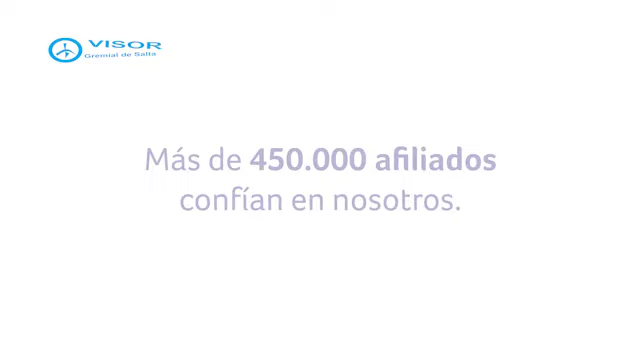 VISOR
Gremial de Salta
Más de 450.000 afiliados
confían en nosotros.